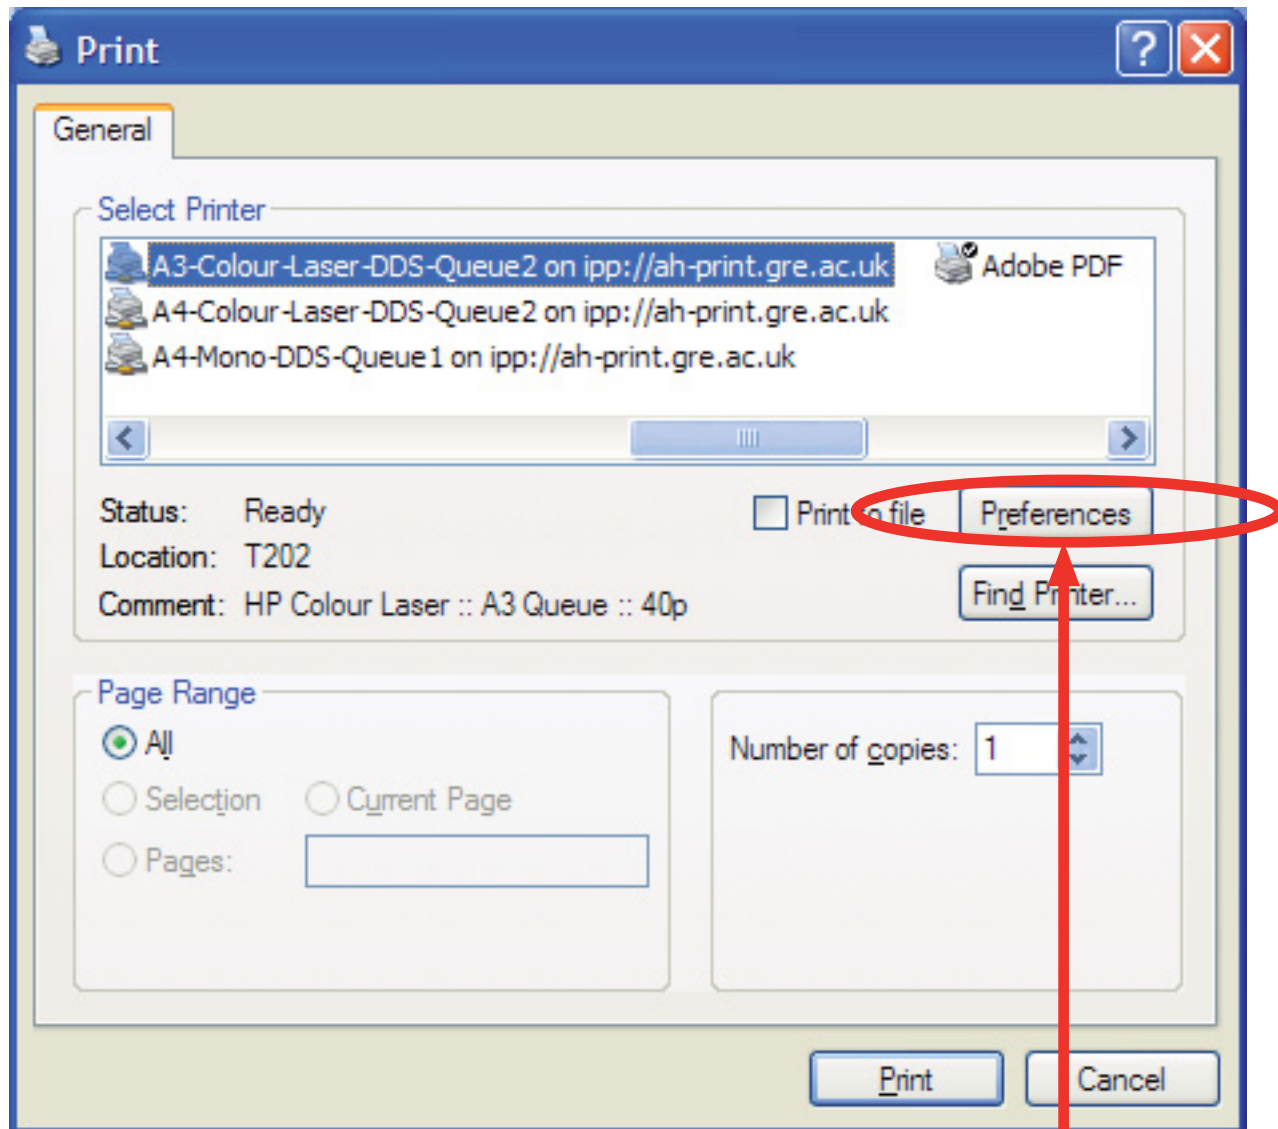 Print
General
Select Printer
A3-Colour-Laser-DDS-Queue2 on ipp://ah-print.gre.ac.uk Adobe PDF
A4-Colour-Laser-DDS-Queue2 on ipp://ah-print.gre.ac.uk
A4-Mono-DDS-Queue1 on ipp://ah-print.gre.ac.uk
Status: Ready Print to file Preferences
Location: T202
Comment: HP Colour Laser :: A3 Queue :: 40p Find Printer...
Page Range
All Number of copies: 1
Selection Current Page
Pages:
Print Cancel